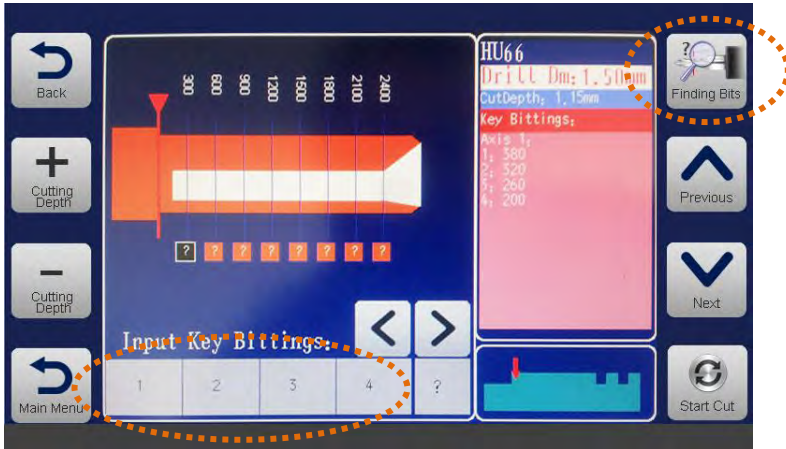 Back
Cutting
Depth
Cutting
Depth
Main Menu
300
600
900
1200
1500
1800
2100
2400
? ? ? ? ? ? ? ?
Input Key Bittings:
1 2 3 4 ?
HU66
Drill Dm: 1.50mm
CutDepth: 1.15mm
Key Bittings:
Axis 1:
1: 380
2: 320
3: 260
4: 200
?
Finding Bits
Previous
Next
Start Cut